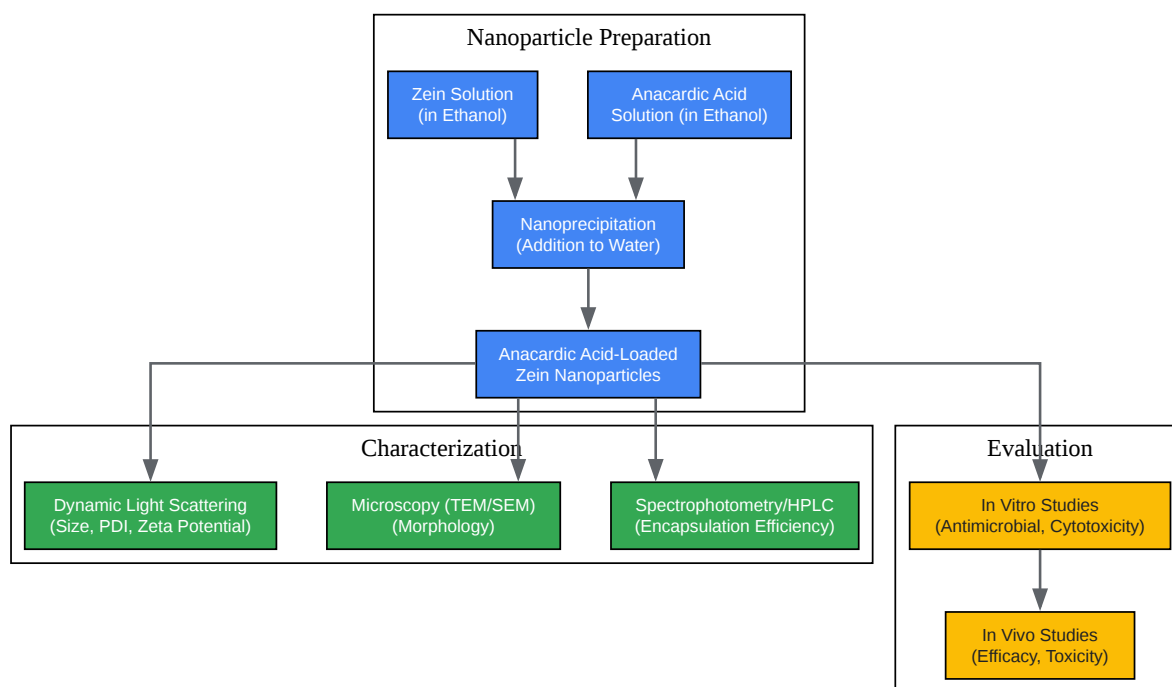 Nanoparticle Preparation
Zein Solution
(in Ethanol)
Anacardic Acid
Solution (in Ethanol)
Nanoprecipitation
(Addition to Water)
Anacardic Acid-Loaded
Zein Nanoparticles
Characterization
Dynamic Light Scattering
(Size, PDI, Zeta Potential)
Microscopy (TEM/SEM)
(Morphology)
Spectrophotometry/HPLC
(Encapsulation Efficiency)
Evaluation
In Vitro Studies
(Antimicrobial, Cytotoxicity)
In Vivo Studies
(Efficacy, Toxicity)